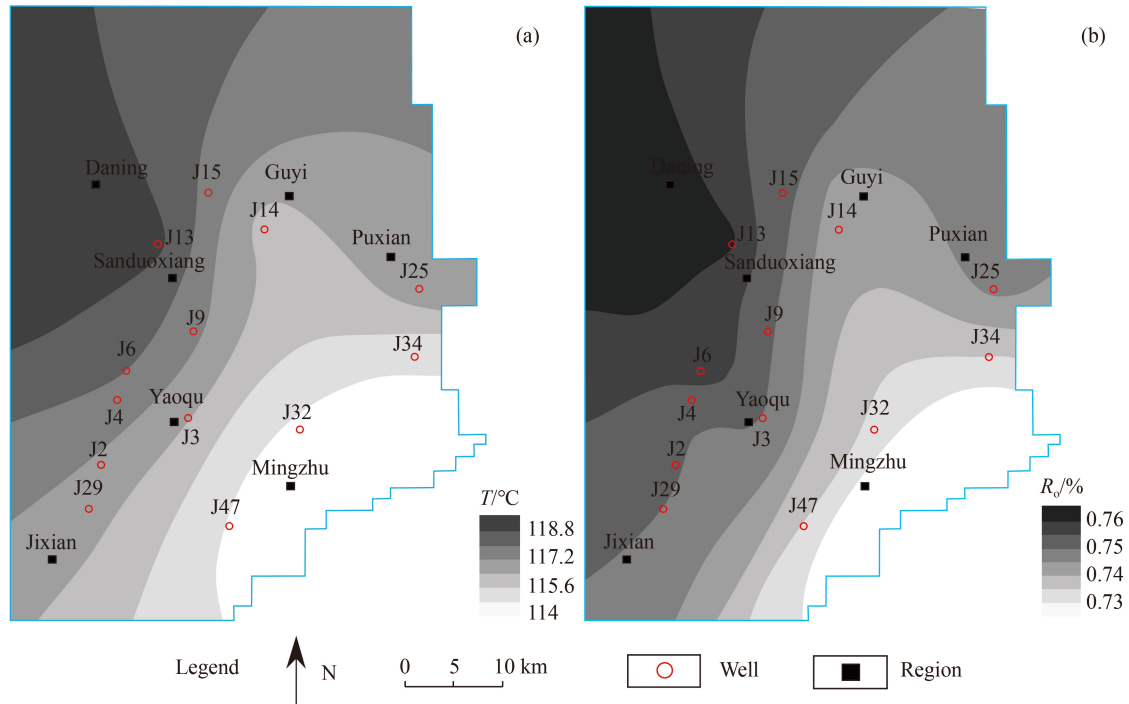 (a)
Daning
J15
Guyi
J14
J13
Sanduoxiang
Puxian
J25
J9
J34
J6
Yaoqu
J4
J3
J32
J2
Mingzhu
J29
J47
Jixian
T/°C
118.8
117.2
115.6
114
(b)
Daning
J15
Guyi
J14
J13
Sanduoxiang
Puxian
J25
J9
J34
J6
Yaoqu
J4
J3
J32
J2
Mingzhu
J29
J47
Jixian
Rₒ/%
0.76
0.75
0.74
0.73
Legend
N
0 5 10 km
Well
Region